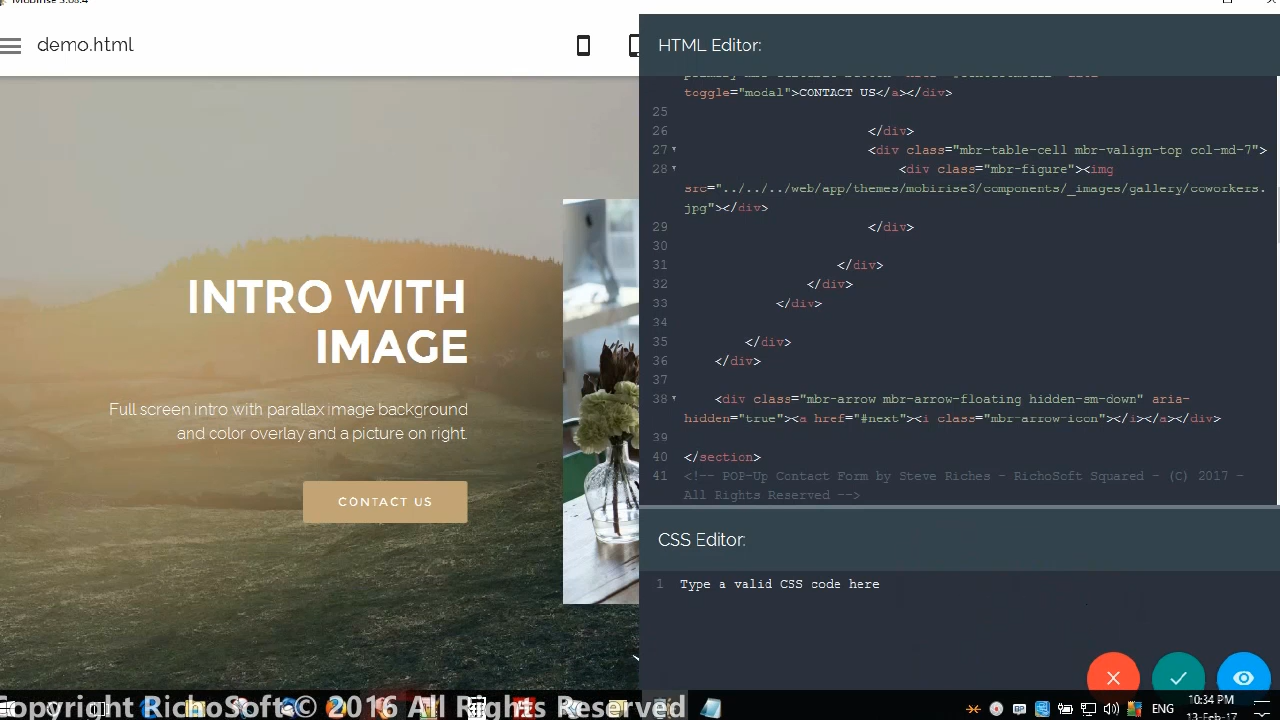 Mobirise 3.08.4
demo.html
INTRO WITH
IMAGE
Full screen intro with parallax image background
and color overlay and a picture on right.
CONTACT US
HTML Editor:
toggle="modal">CONTACT US</a></div>
25
26 </div>
27 <div class="mbr-table-cell mbr-valign-top col-md-7">
28 <div class="mbr-figure"><img
src="../../../web/app/themes/mobirise3/components/_images/gallery/coworkers.
jpg"></div>
29 </div>
30
31 </div>
32 </div>
33 </div>
34
35 </div>
36 </div>
37
38 <div class="mbr-arrow mbr-arrow-floating hidden-sm-down" aria-
hidden="true"><a href="#next"><i class="mbr-arrow-icon"></i></a></div>
39
40 </section>
41 <!-- POP-Up Contact Form by Steve Riches - RichoSoft Squared - (C) 2017 -
All Rights Reserved -->
CSS Editor:
1 Type a valid CSS code here
Copyright RichoSoft © 2016 All Rights Reserved
ENG
10:34 PM
13-Feb-17